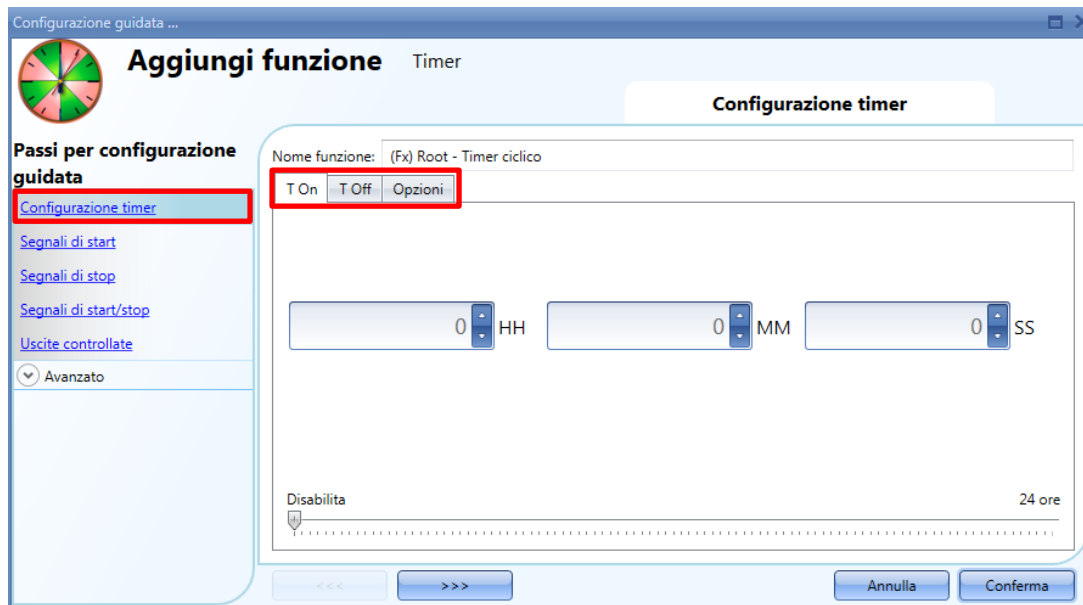 Configurazione guidata ...
Aggiungi funzione Timer
Configurazione timer
Passi per configurazione
guidata
Configurazione timer
Segnali di start
Segnali di stop
Segnali di start/stop
Uscite controllate
Avanzato
Nome funzione: (Fx) Root - Timer ciclico
T On T Off Opzioni
0 HH 0 MM 0 SS
Disabilita 24 ore
<<< >>> Annulla Conferma